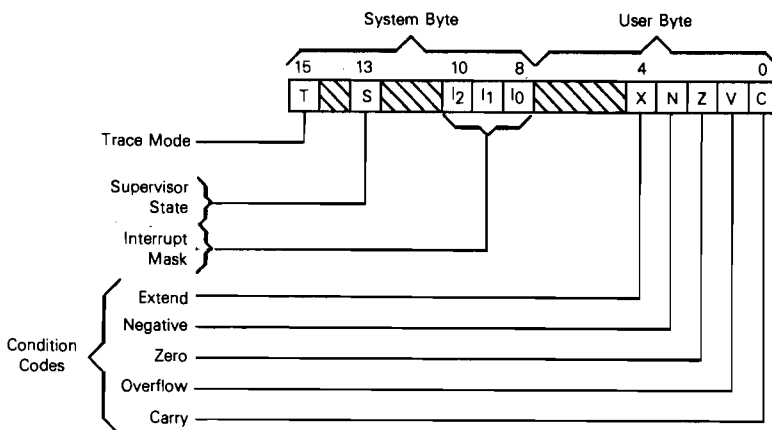 System Byte User Byte
15 13 10 8 4 0
T S I2 I1 I0 X N Z V C
Trace Mode
Supervisor
State
Interrupt
Mask
Extend
Negative
Condition
Codes
Zero
Overflow
Carry